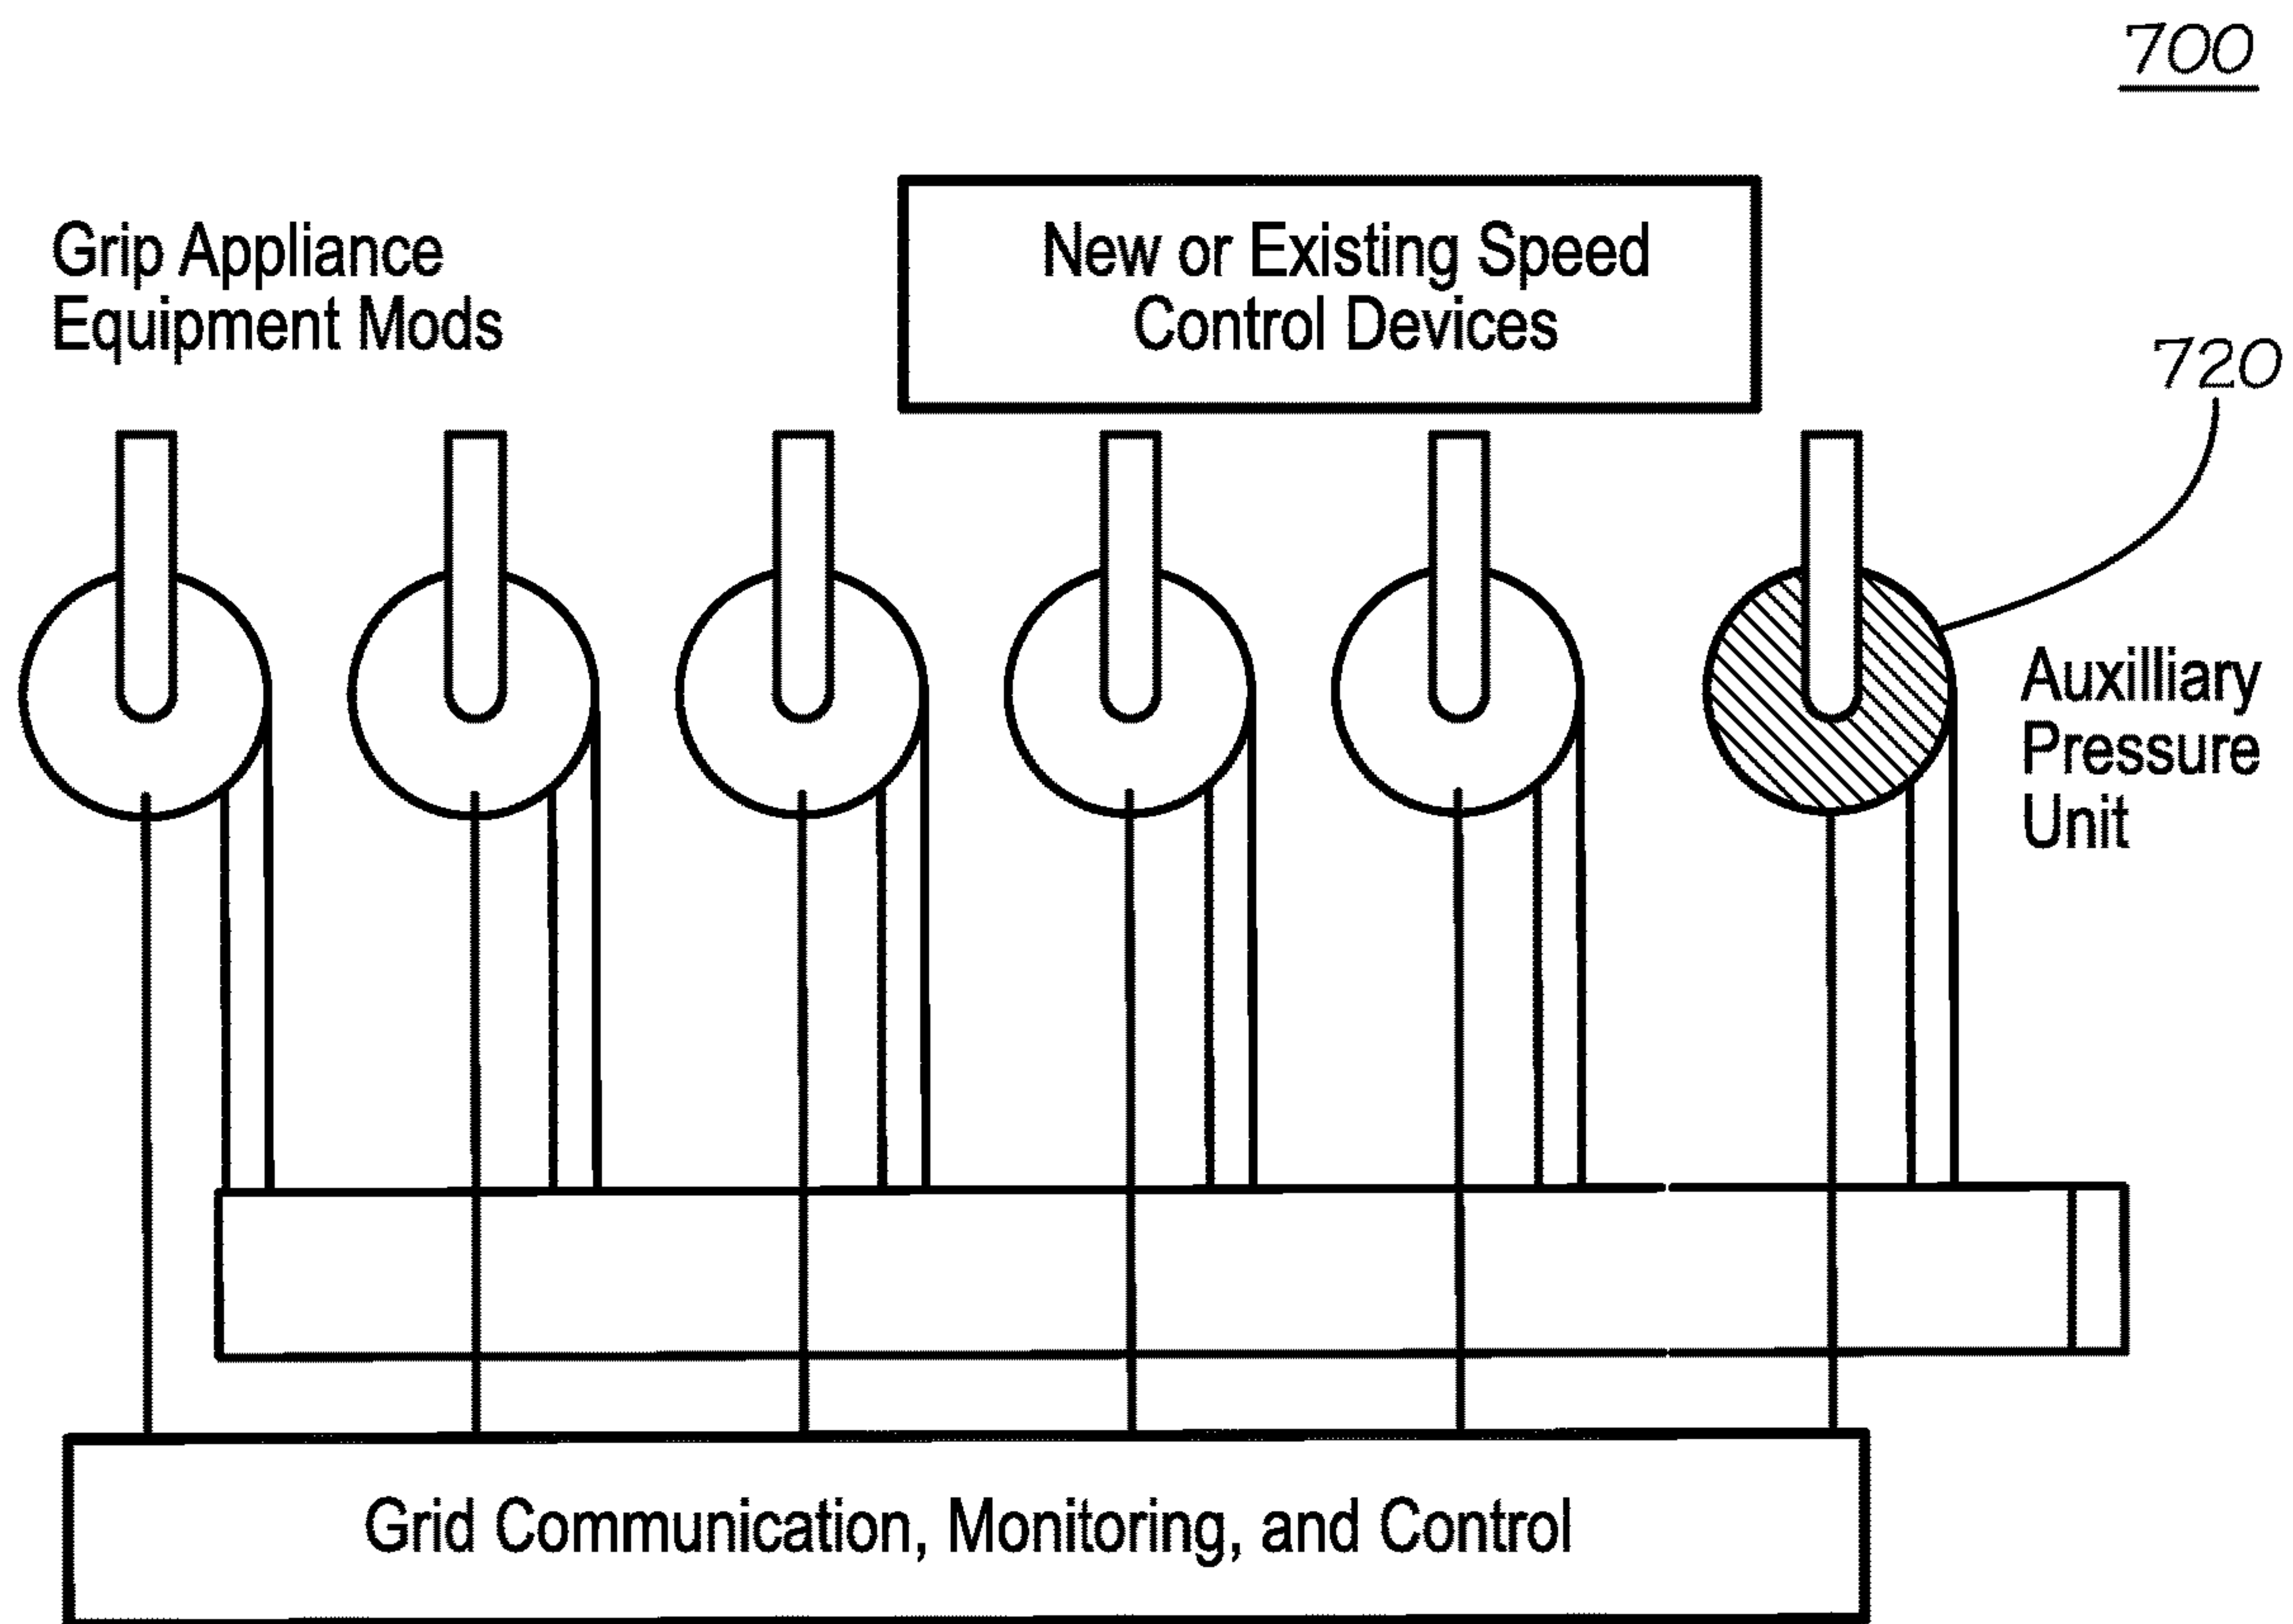 700
Grip Appliance
Equipment Mods
New or Existing Speed
Control Devices
720
Auxilliary
Pressure
Unit
Grid Communication, Monitoring, and Control